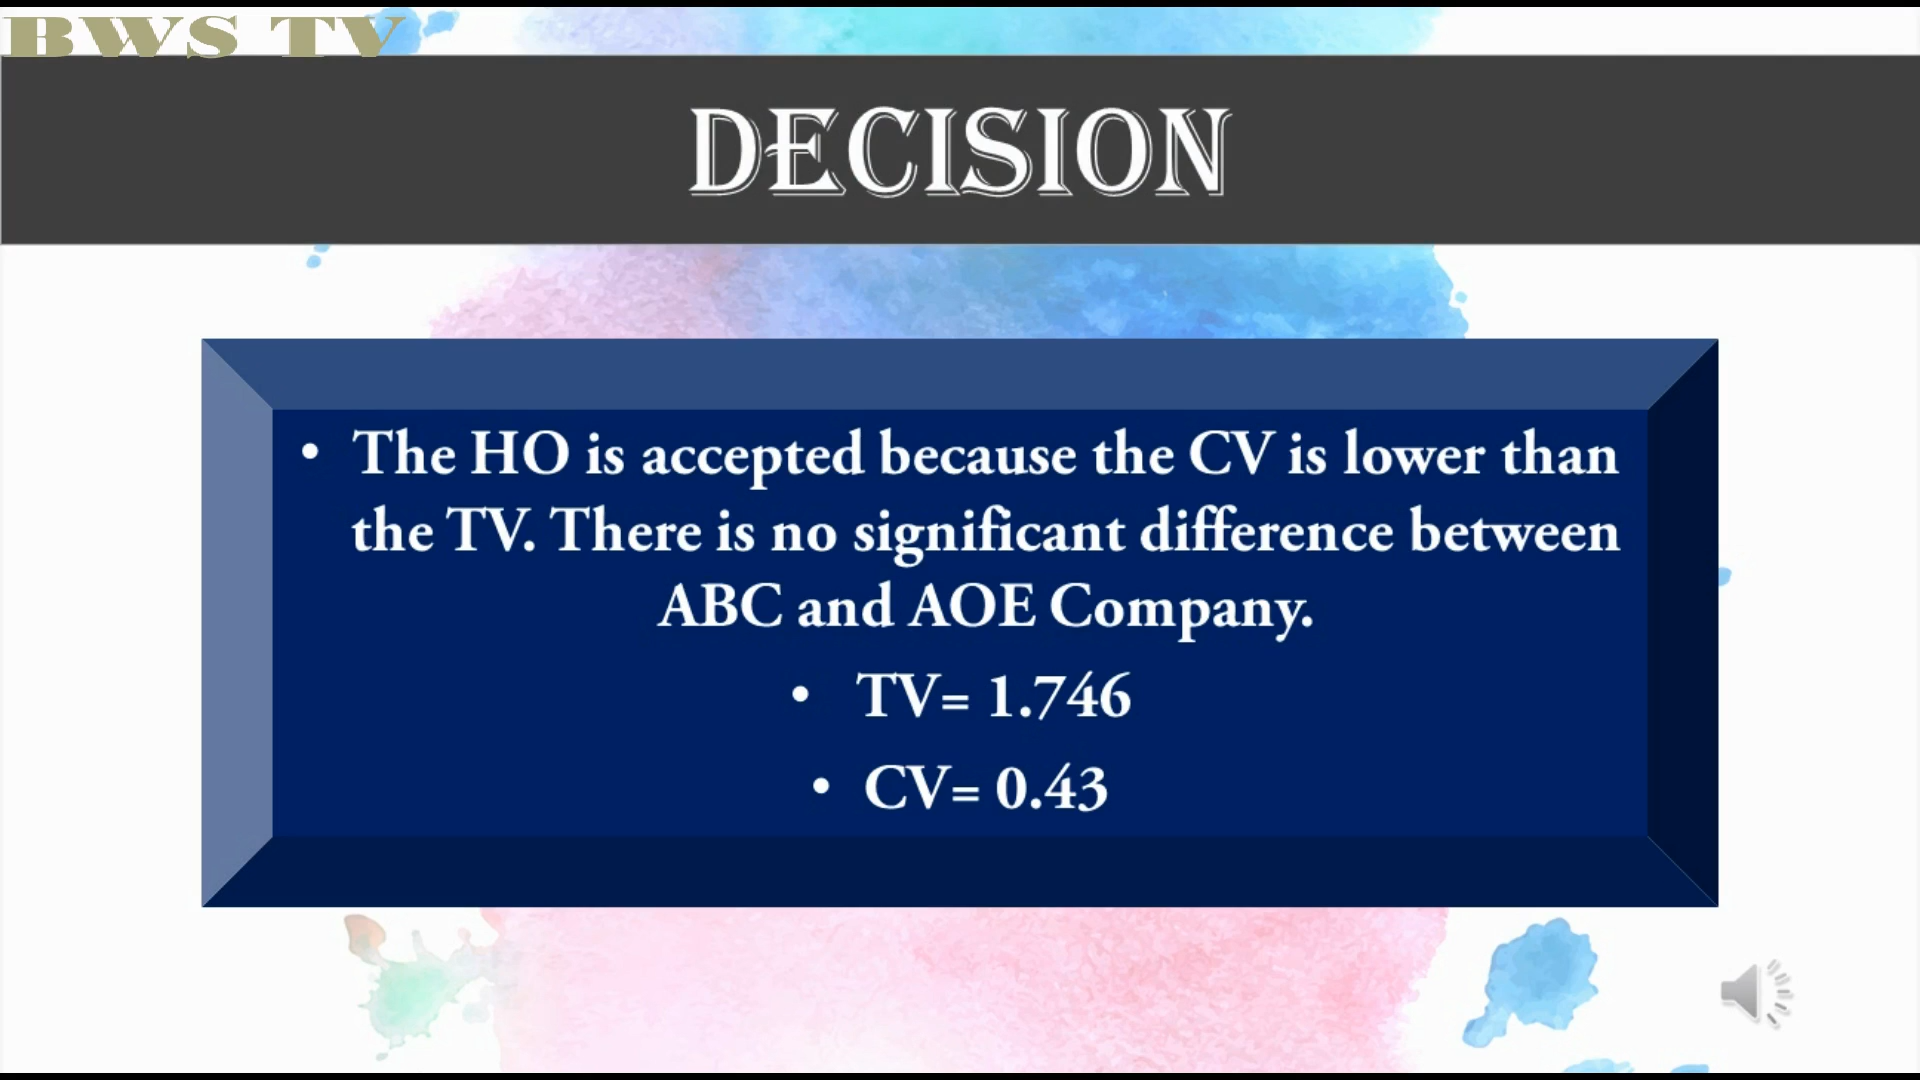 BWS TV
DECISION
• The HO is accepted because the CV is lower than
the TV. There is no significant difference between
ABC and AOE Company.
• TV= 1.746
• CV= 0.43